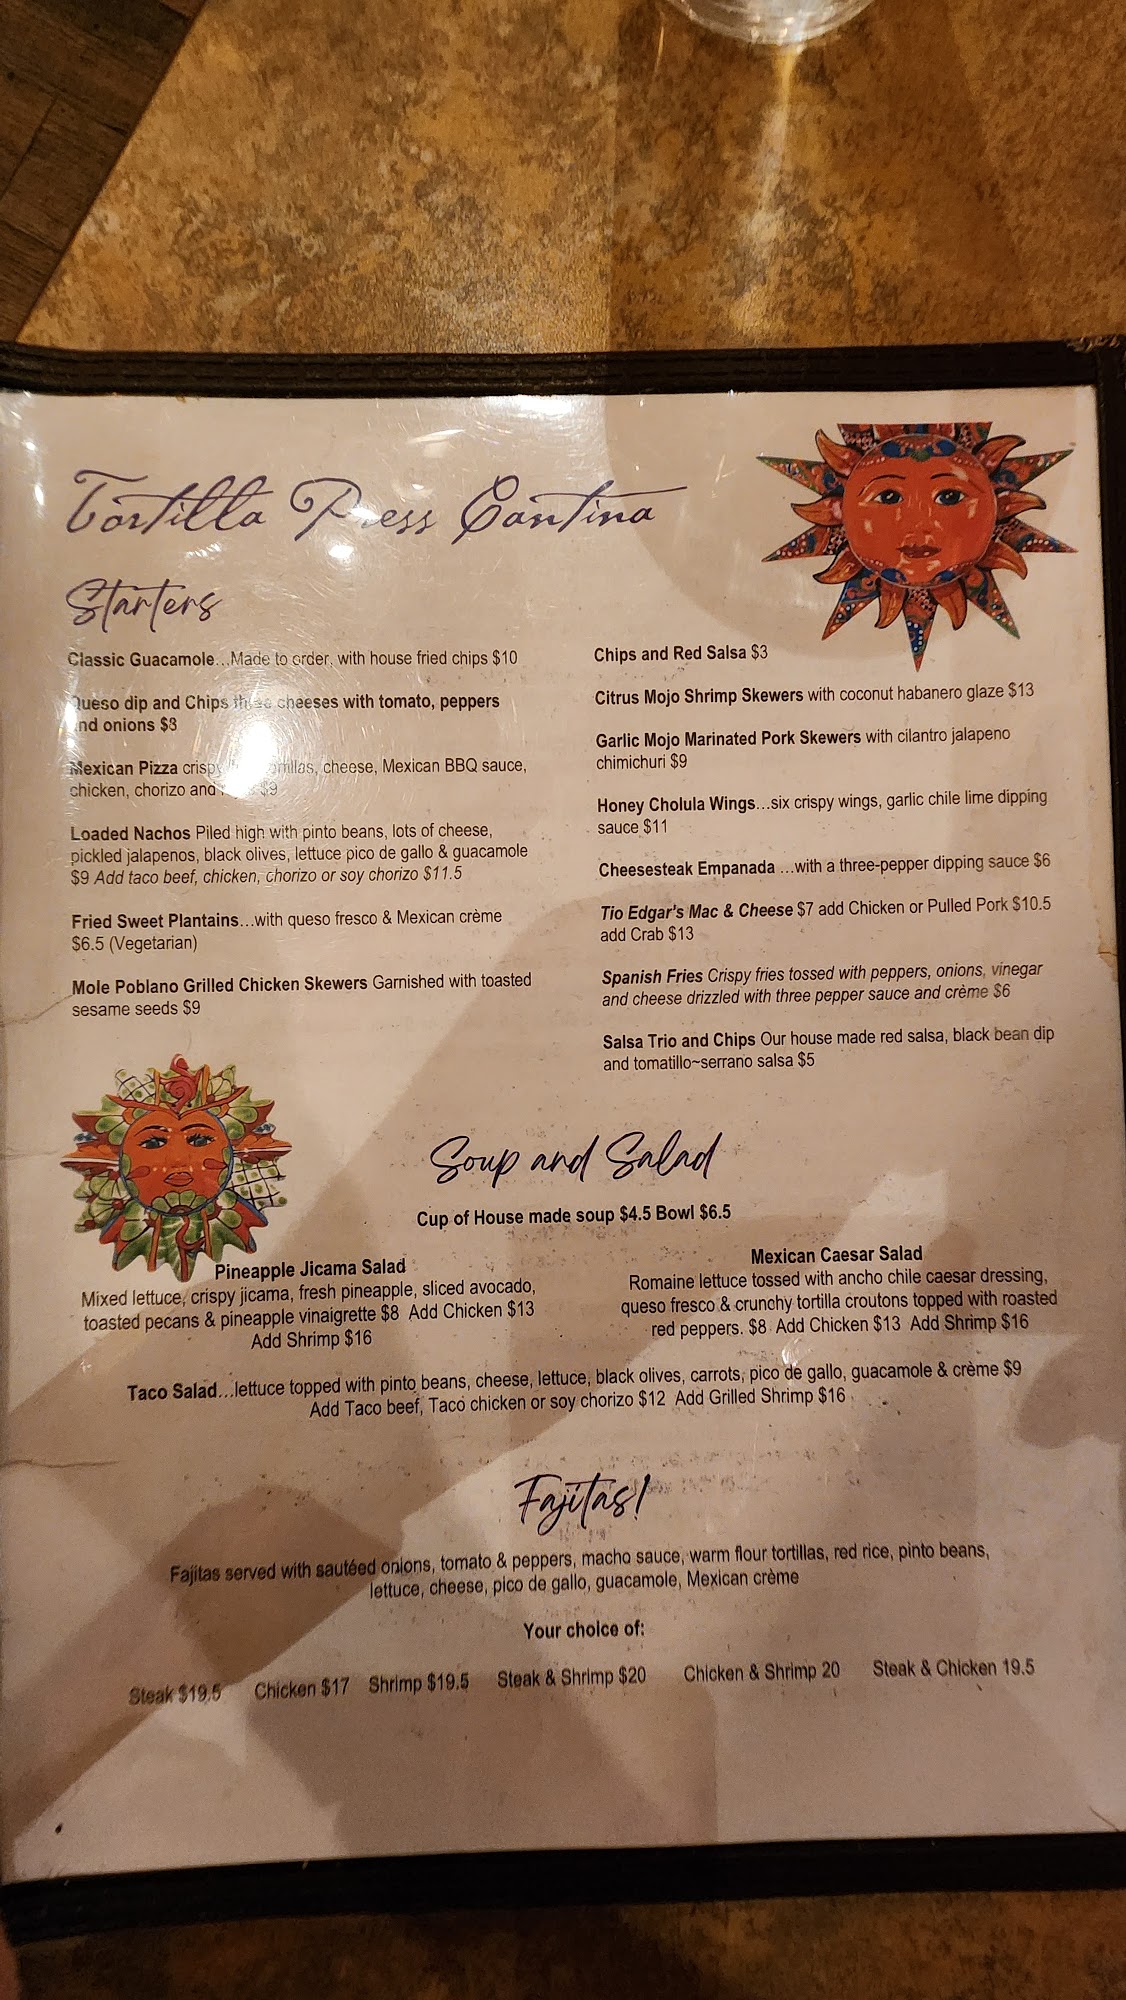 Tortilla Press Cantina
Starters
Classic Guacamole...Made to order, with house fried chips $10
Queso dip and Chips three cheeses with tomato, peppers
and onions $8
Mexican Pizza crispy tortillas, cheese, Mexican BBQ sauce,
chicken, chorizo and $9
Loaded Nachos Piled high with pinto beans, lots of cheese,
pickled jalapenos, black olives, lettuce pico de gallo & guacamole
$9 Add taco beef, chicken, chorizo or soy chorizo $11.5
Fried Sweet Plantains...with queso fresco & Mexican crème
$6.5 (Vegetarian)
Mole Poblano Grilled Chicken Skewers Garnished with toasted
sesame seeds $9
Chips and Red Salsa $3
Citrus Mojo Shrimp Skewers with coconut habanero glaze $13
Garlic Mojo Marinated Pork Skewers with cilantro jalapeno
chimichuri $9
Honey Cholula Wings...six crispy wings, garlic chile lime dipping
sauce $11
Cheesesteak Empanada ...with a three-pepper dipping sauce $6
Tio Edgar's Mac & Cheese $7 add Chicken or Pulled Pork $10.5
add Crab $13
Spanish Fries Crispy fries tossed with peppers, onions, vinegar
and cheese drizzled with three pepper sauce and crème $6
Salsa Trio and Chips Our house made red salsa, black bean dip
and tomatillo~serrano salsa $5
Soup and Salad
Cup of House made soup $4.5 Bowl $6.5
Pineapple Jicama Salad
Mixed lettuce, crispy jicama, fresh pineapple, sliced avocado,
toasted pecans & pineapple vinaigrette $8 Add Chicken $13
Add Shrimp $16
Mexican Caesar Salad
Romaine lettuce tossed with ancho chile caesar dressing,
queso fresco & crunchy tortilla croutons topped with roasted
red peppers. $8 Add Chicken $13 Add Shrimp $16
Taco Salad...lettuce topped with pinto beans, cheese, lettuce, black olives, carrots, pico de gallo, guacamole & crème $9
Add Taco beef, Taco chicken or soy chorizo $12 Add Grilled Shrimp $16
Fajitas!
Fajitas served with sautéed onions, tomato & peppers, macho sauce, warm flour tortillas, red rice, pinto beans,
lettuce, cheese, pico de gallo, guacamole, Mexican crème
Your choice of:
Steak $19.5 Chicken $17 Shrimp $19.5 Steak & Shrimp $20 Chicken & Shrimp 20 Steak & Chicken 19.5